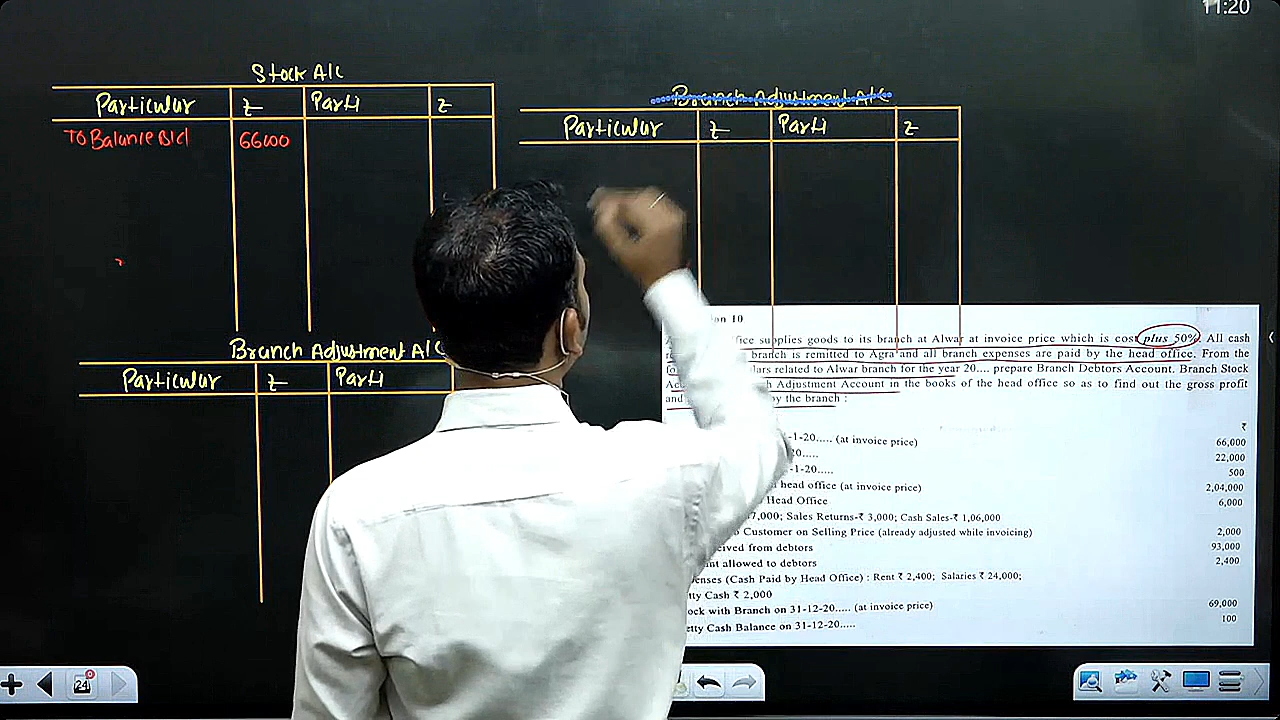 11:20
Stock A/C
Particular ₹ Parti ₹
To Balance B/d 66000
Branch Adjustment A/C
Particular ₹ Parti ₹
Branch Adjustment A/C
Particular ₹ Parti
on 10
ice supplies goods to its branch at Alwar at invoice price which is cost plus 50%. All cash
branch is remitted to Agra and all branch expenses are paid by the head office. From the
lars related to Alwar branch for the year 20.... prepare Branch Debtors Account. Branch Stock
h Adjustment Account in the books of the head office so as to find out the gross profit
and by the branch :
₹
-1-20..... (at invoice price) 66,000
20..... 22,000
-1-20..... 500
head office (at invoice price) 2,04,000
Head Office 6,000
7,000; Sales Returns-₹ 3,000; Cash Sales-₹ 1,06,000
o Customer on Selling Price (already adjusted while invoicing) 2,000
eived from debtors 93,000
nt allowed to debtors 2,400
enses (Cash Paid by Head Office) : Rent ₹ 2,400; Salaries ₹ 24,000;
tty Cash ₹ 2,000
ock with Branch on 31-12-20..... (at invoice price) 69,000
etty Cash Balance on 31-12-20..... 100
24